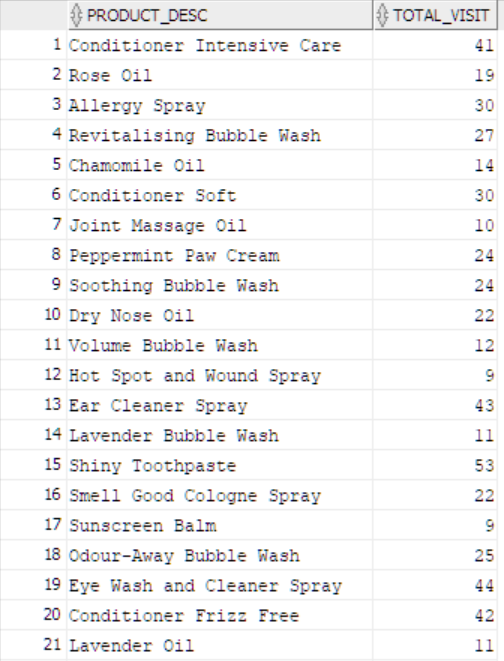 PRODUCT_DESC TOTAL_VISIT
1 Conditioner Intensive Care 41
2 Rose Oil 19
3 Allergy Spray 30
4 Revitalising Bubble Wash 27
5 Chamomile Oil 14
6 Conditioner Soft 30
7 Joint Massage Oil 10
8 Peppermint Paw Cream 24
9 Soothing Bubble Wash 24
10 Dry Nose Oil 22
11 Volume Bubble Wash 12
12 Hot Spot and Wound Spray 9
13 Ear Cleaner Spray 43
14 Lavender Bubble Wash 11
15 Shiny Toothpaste 53
16 Smell Good Cologne Spray 22
17 Sunscreen Balm 9
18 Odour-Away Bubble Wash 25
19 Eye Wash and Cleaner Spray 44
20 Conditioner Frizz Free 42
21 Lavender Oil 11